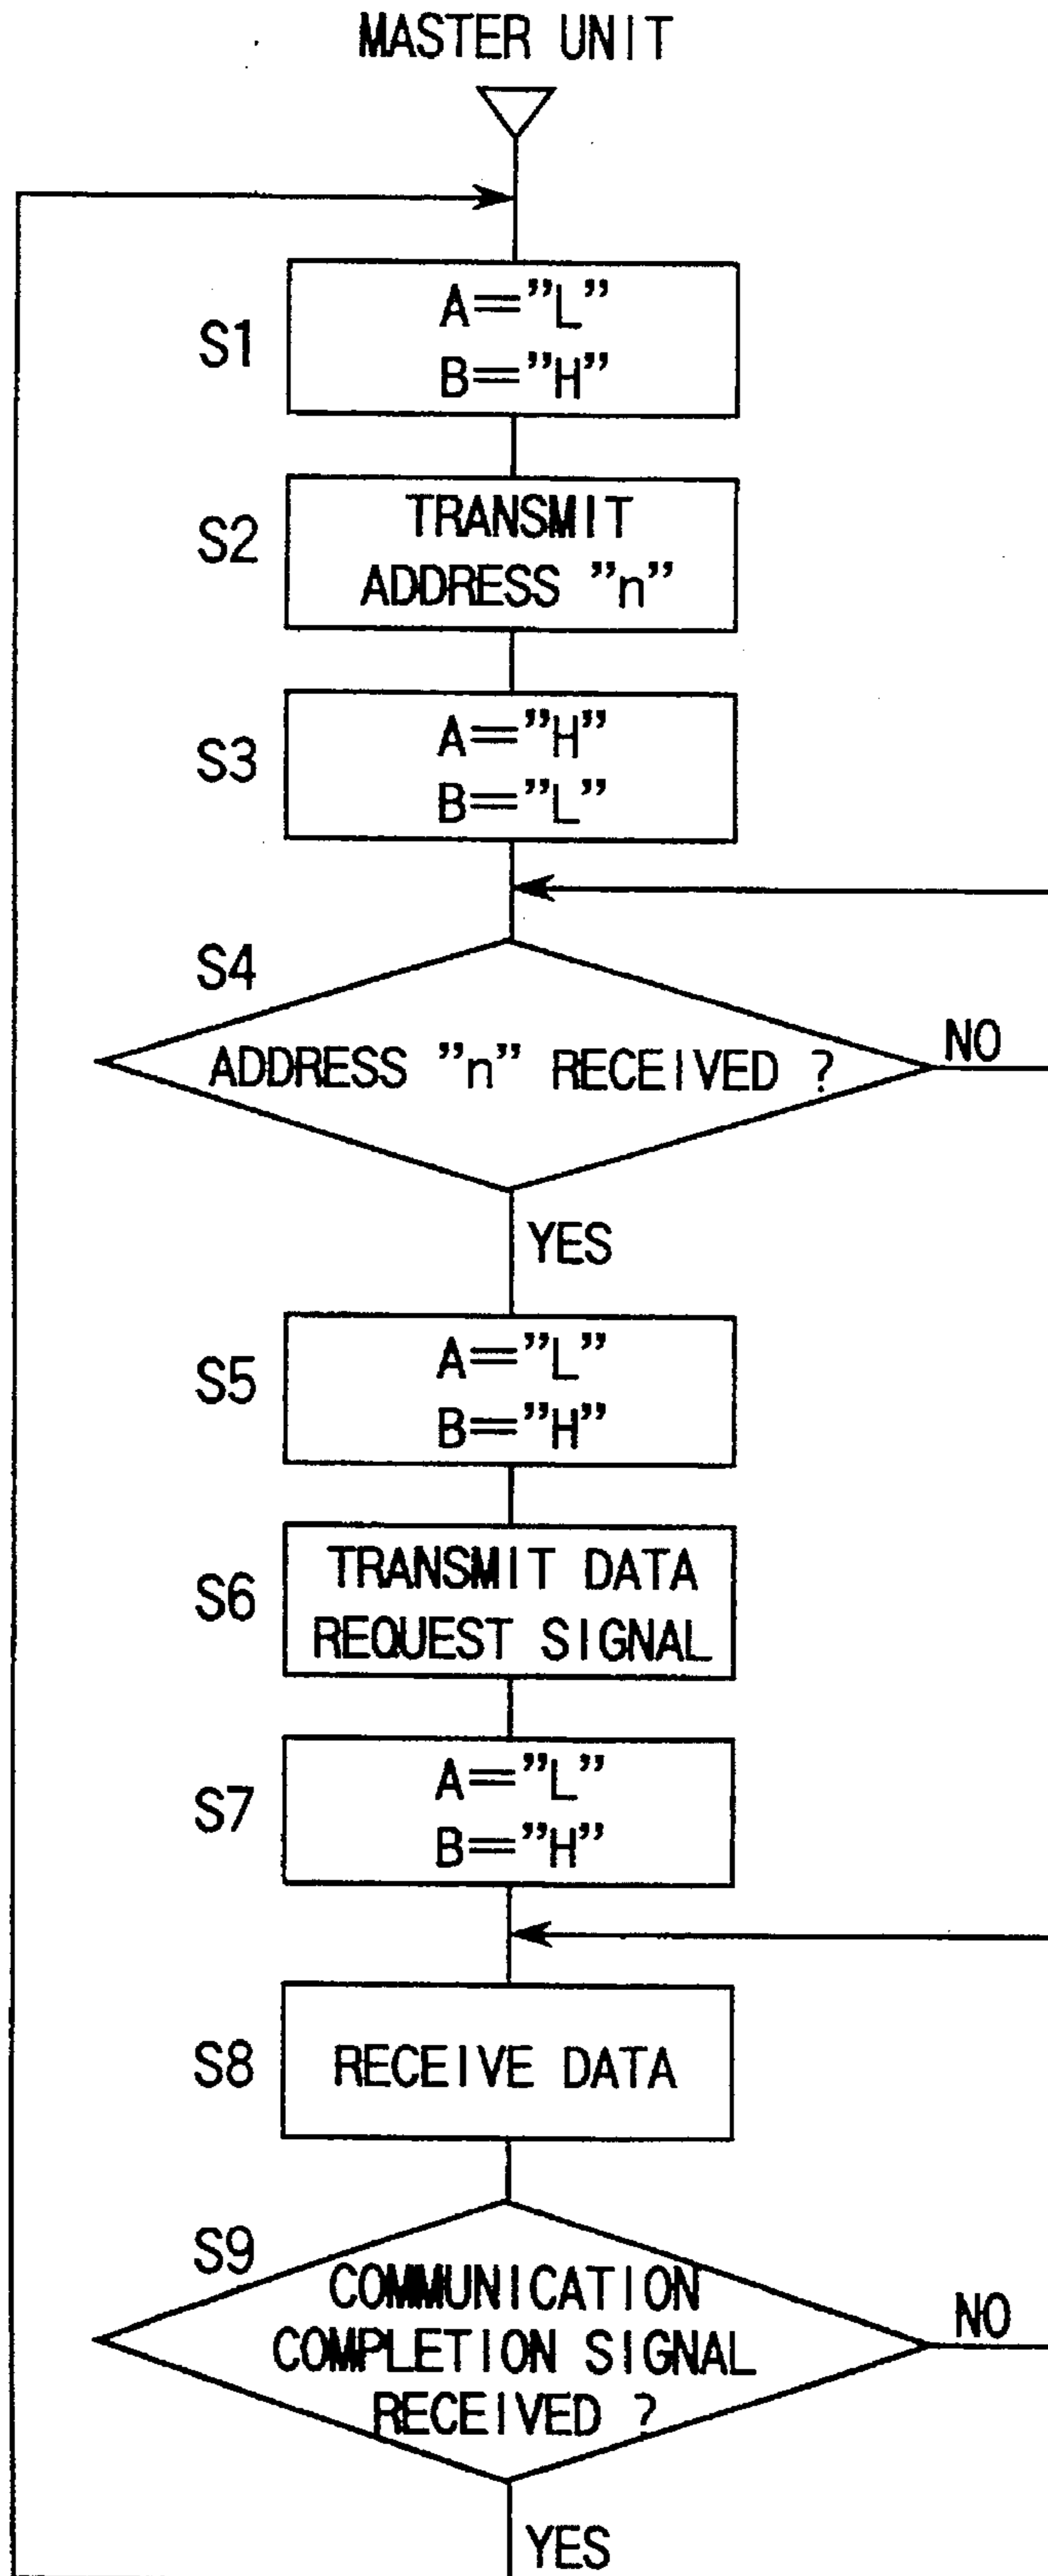 MASTER UNIT
S1
A="L"
B="H"
S2
TRANSMIT
ADDRESS "n"
S3
A="H"
B="L"
S4
ADDRESS "n" RECEIVED ?
NO
YES
S5
A="L"
B="H"
S6
TRANSMIT DATA
REQUEST SIGNAL
S7
A="L"
B="H"
S8
RECEIVE DATA
S9
COMMUNICATION
COMPLETION SIGNAL
RECEIVED ?
NO
YES